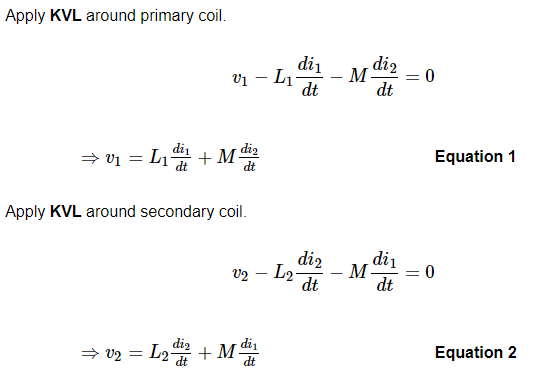 Apply KVL around primary coil.
v₁ − L₁ di₁/dt − M di₂/dt = 0
⇒ v₁ = L₁ di₁/dt + M di₂/dt Equation 1
Apply KVL around secondary coil.
v₂ − L₂ di₂/dt − M di₁/dt = 0
⇒ v₂ = L₂ di₂/dt + M di₁/dt Equation 2